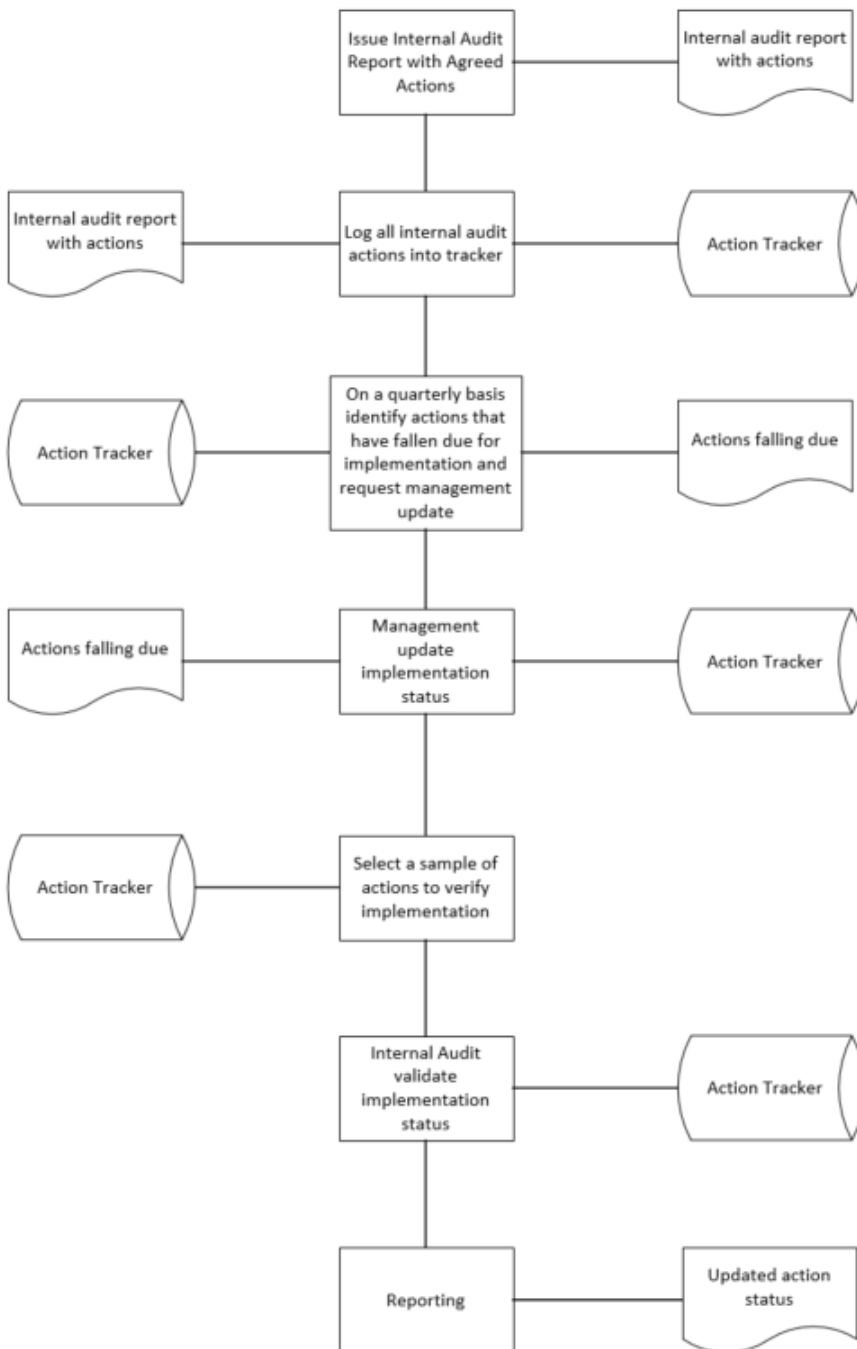 Issue Internal Audit
Report with Agreed
Actions
Internal audit report
with actions
Internal audit report
with actions
Log all internal audit
actions into tracker
Action Tracker
Action Tracker
On a quarterly basis
identify actions that
have fallen due for
implementation and
request management
update
Actions falling due
Actions falling due
Management
update
implementation
status
Action Tracker
Action Tracker
Select a sample of
actions to verify
implementation
Internal Audit
validate
implementation
status
Action Tracker
Reporting
Updated action
status